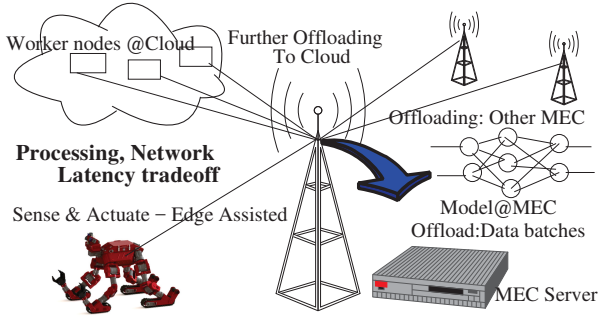 Worker nodes @Cloud
Further Offloading
To Cloud
Offloading: Other MEC
Processing, Network
Latency tradeoff
Model@MEC
Sense & Actuate − Edge Assisted
Offload:Data batches
MEC Server